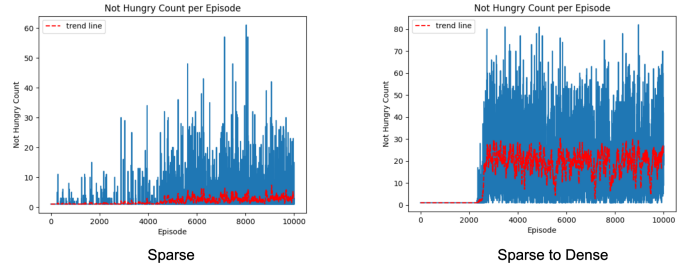 Not Hungry Count per Episode
trend line
Not Hungry Count
60
50
40
30
20
10
0
0 2000 4000 6000 8000 10000
Episode
Sparse
Not Hungry Count per Episode
trend line
Not Hungry Count
80
70
60
50
40
30
20
10
0
0 2000 4000 6000 8000 10000
Episode
Sparse to Dense